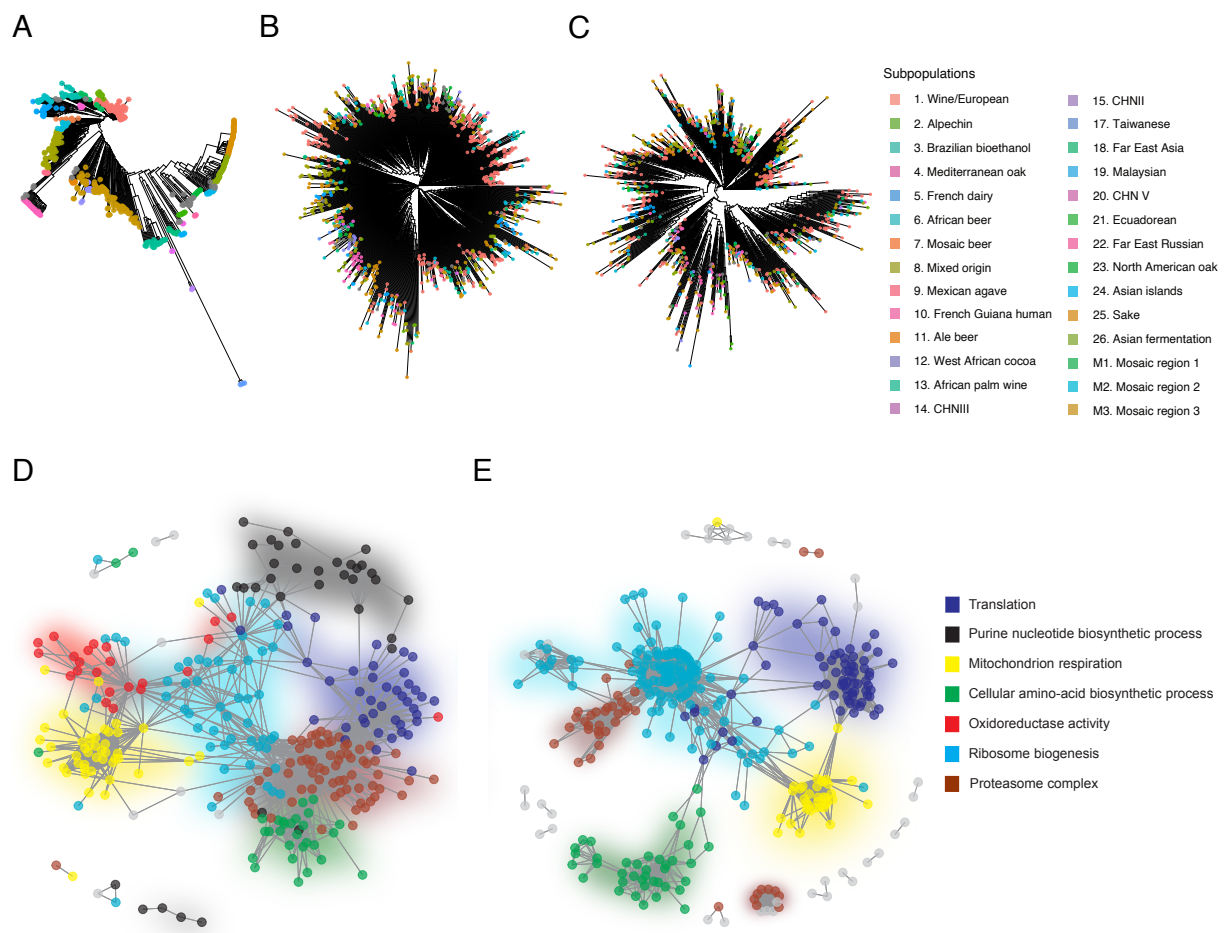 A
B
C
Subpopulations
1. Wine/European
2. Alpechin
3. Brazilian bioethanol
4. Mediterranean oak
5. French dairy
6. African beer
7. Mosaic beer
8. Mixed origin
9. Mexican agave
10. French Guiana human
11. Ale beer
12. West African cocoa
13. African palm wine
14. CHNIII
15. CHNII
17. Taiwanese
18. Far East Asia
19. Malaysian
20. CHN V
21. Ecuadorean
22. Far East Russian
23. North American oak
24. Asian islands
25. Sake
26. Asian fermentation
M1. Mosaic region 1
M2. Mosaic region 2
M3. Mosaic region 3
D
E
Translation
Purine nucleotide biosynthetic process
Mitochondrion respiration
Cellular amino-acid biosynthetic process
Oxidoreductase activity
Ribosome biogenesis
Proteasome complex